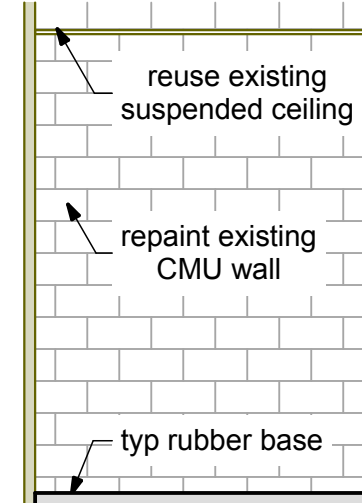 reuse existing
suspended ceiling
repaint existing
CMU wall
typ rubber base